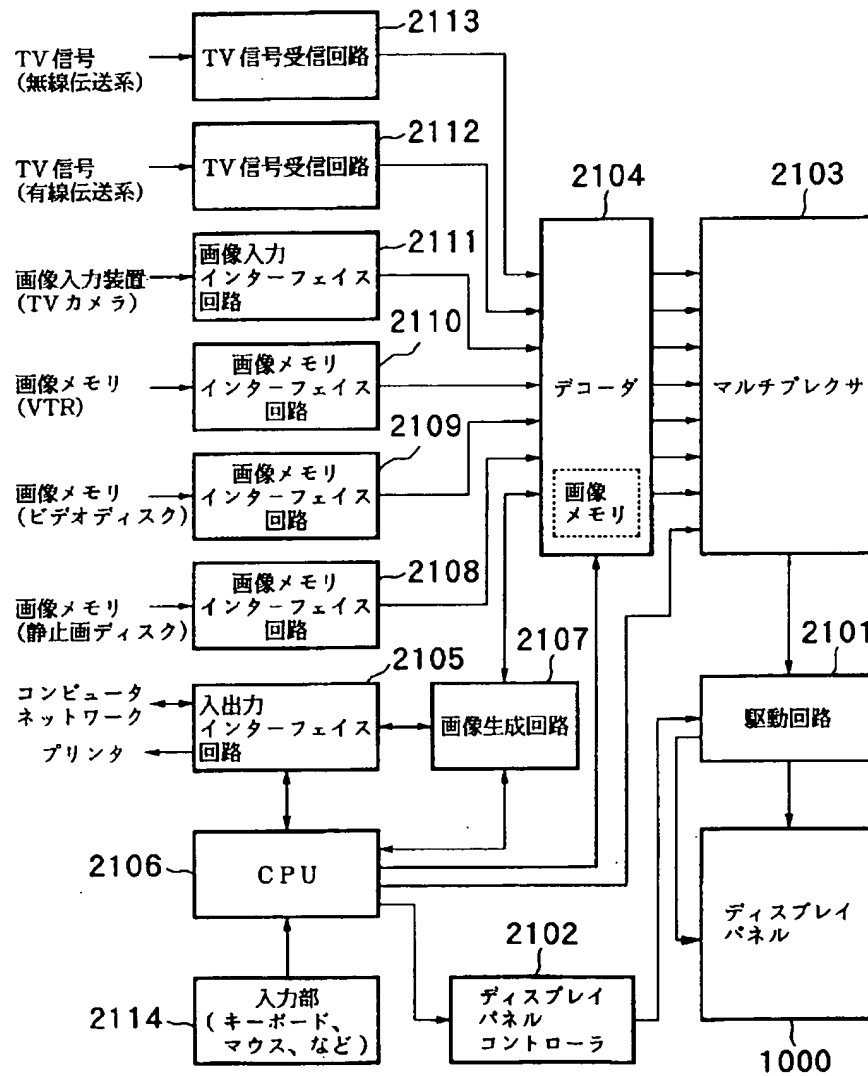 2113
TV信号
(無線伝送系)
TV信号受信回路
2112
TV信号
(有線伝送系)
TV信号受信回路
2104
2103
2111
画像入力装置
(TVカメラ)
画像入力
インターフェイス
回路
2110
画像メモリ
(VTR)
画像メモリ
インターフェイス
回路
デコーダ
マルチプレクサ
2109
画像メモリ
(ビデオディスク)
画像メモリ
インターフェイス
回路
画像
メモリ
2108
画像メモリ
(静止画ディスク)
画像メモリ
インターフェイス
回路
2105
2107
2101
コンピュータ
ネットワーク
プリンタ
入出力
インターフェイス
回路
画像生成回路
駆動回路
2106
CPU
ディスプレイ
パネル
2102
2114
入力部
(キーボード、
マウス、など)
ディスプレイ
パネル
コントローラ
1000